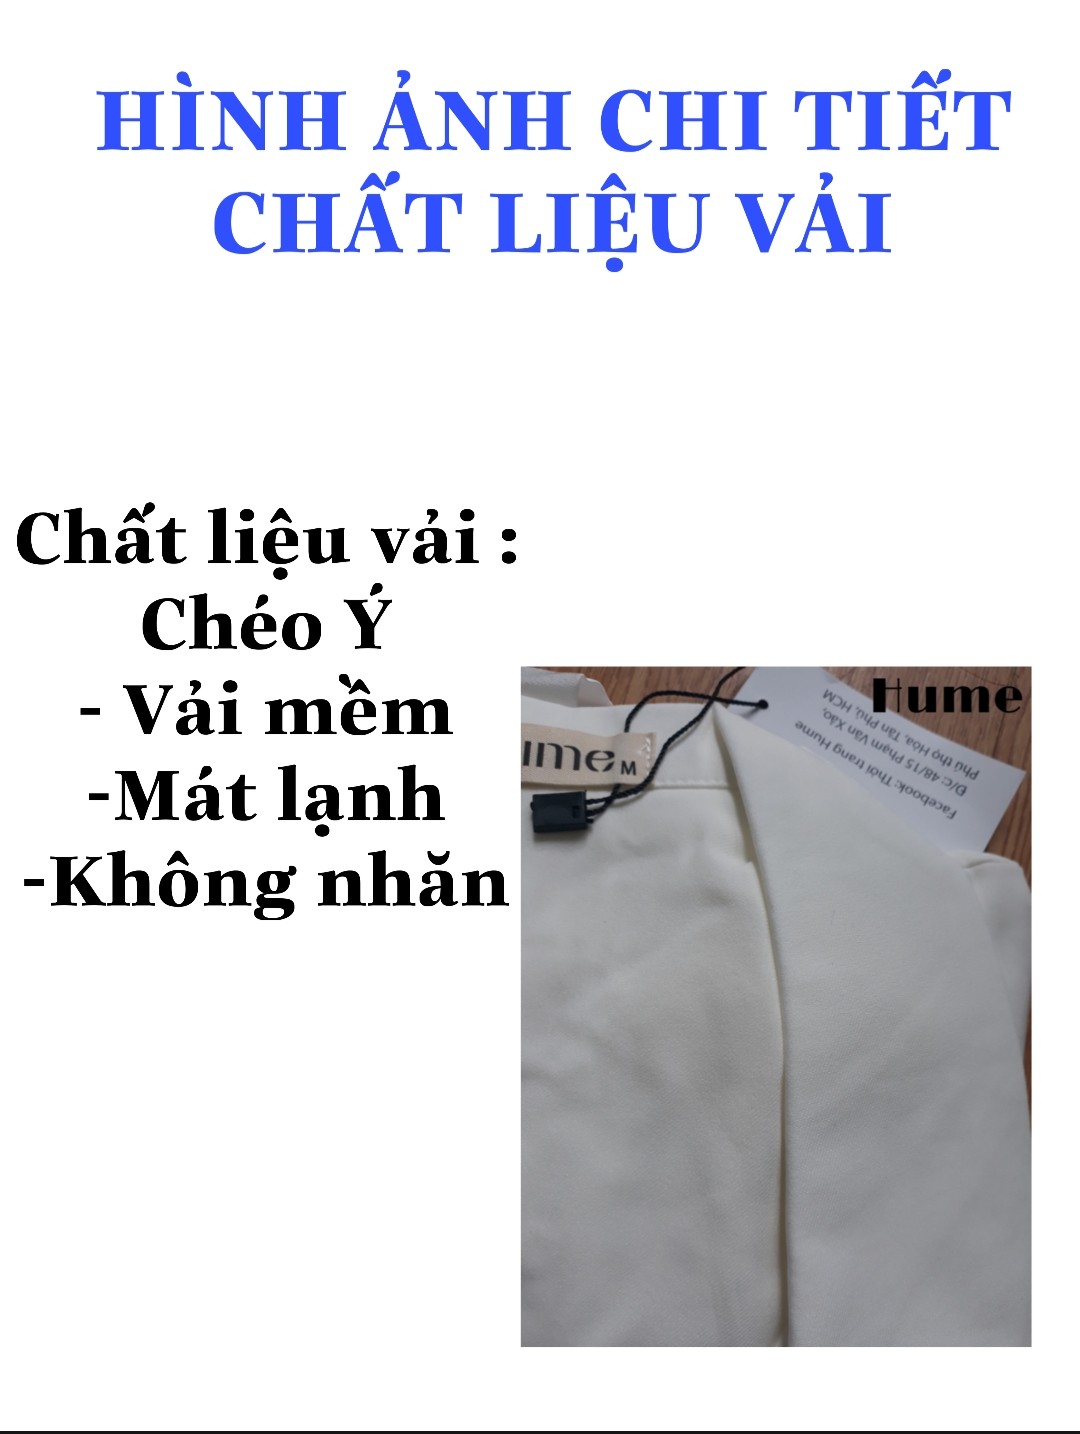 HÌNH ẢNH CHI TIẾT
CHẤT LIỆU VẢI
Chất liệu vải :
Chéo Ý
- Vải mềm
-Mát lạnh
-Không nhăn
Hume
ume M
Facebook: Thời trang Hume
Đ/c: 48/15 Phạm Văn Xảo,
Phú thọ Hòa, Tân Phú, HCM